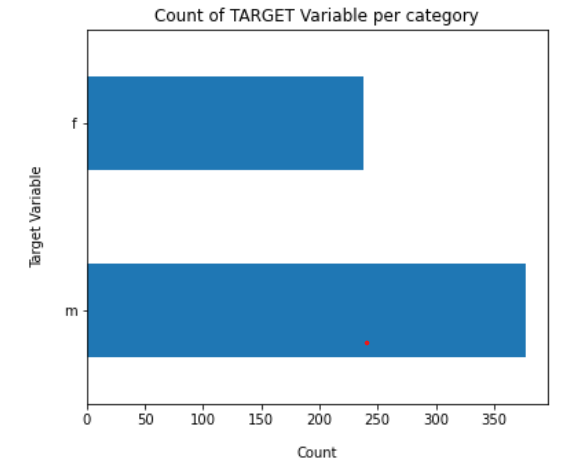 Count of TARGET Variable per category
Target Variable
f
m
0 50 100 150 200 250 300 350
Count